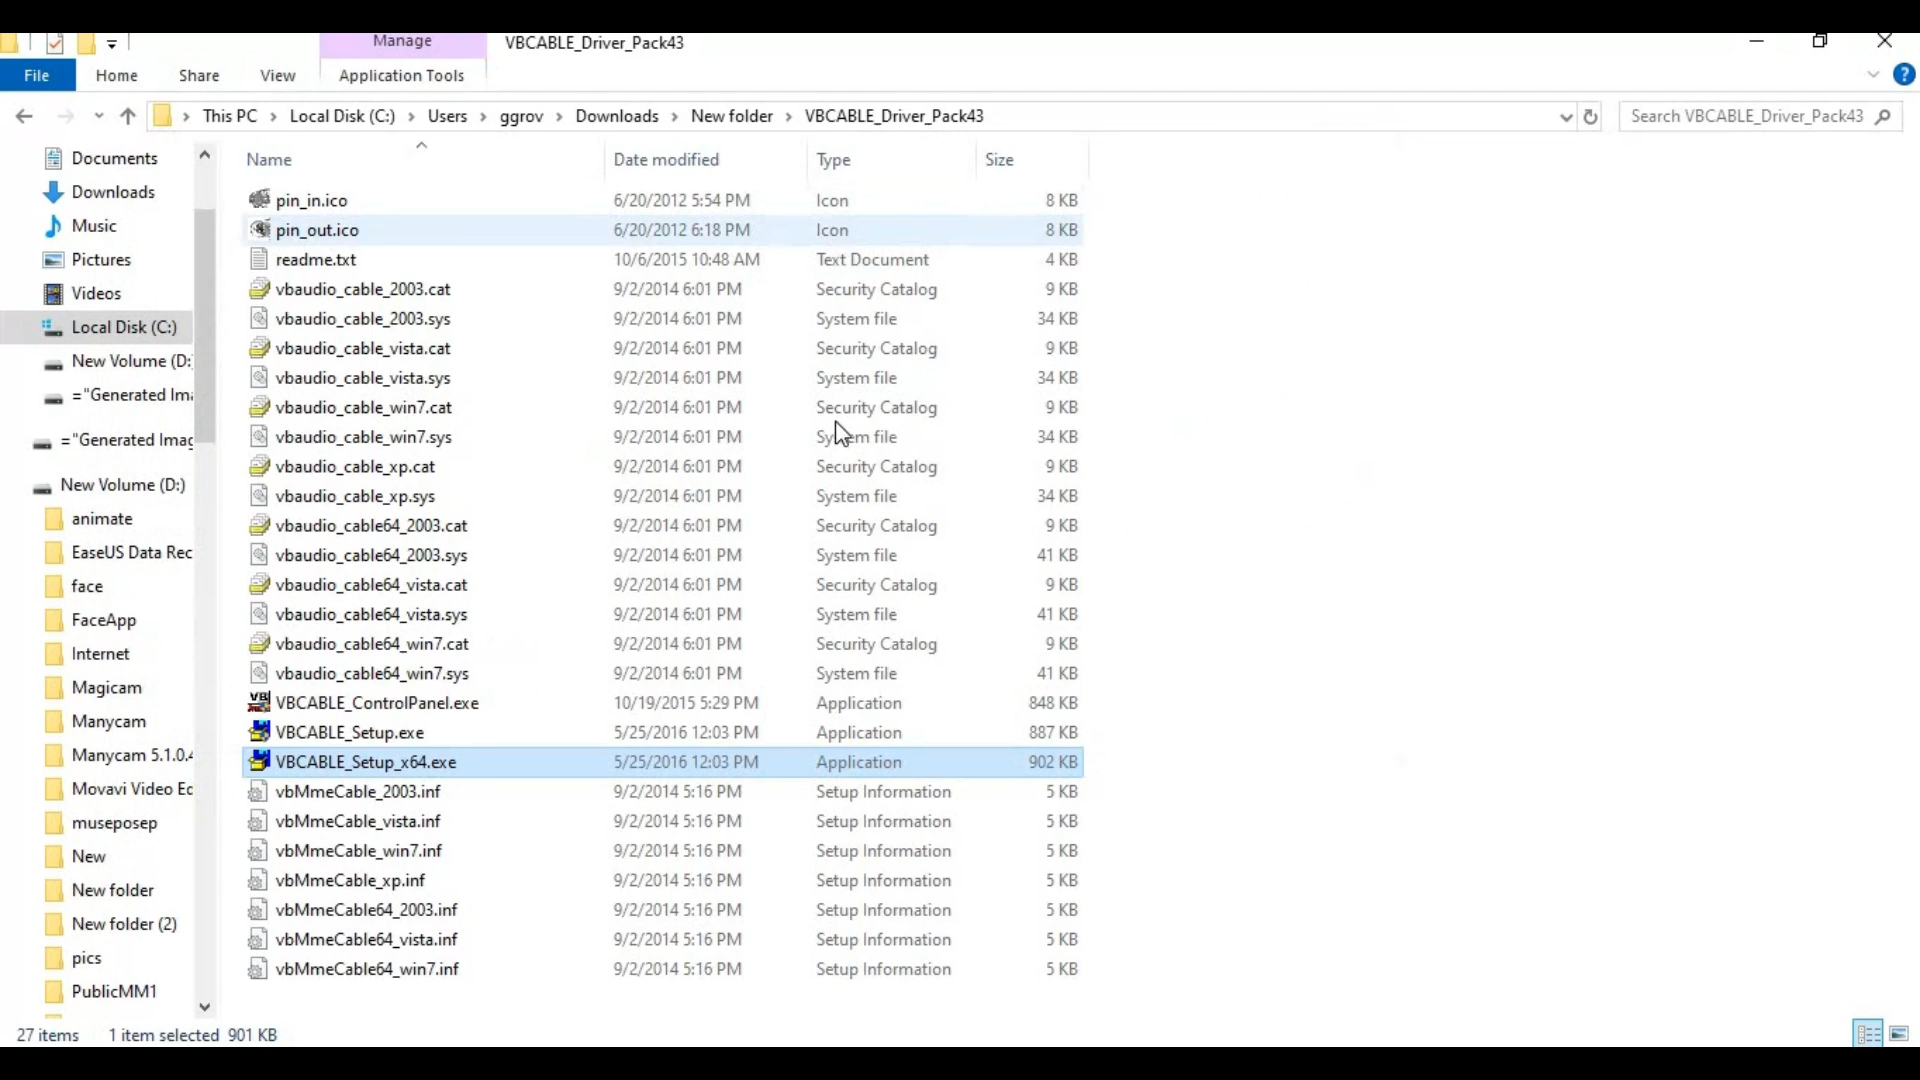 Manage VBCABLE_Driver_Pack43
File Home Share View Application Tools
This PC Local Disk (C:) Users ggrov Downloads New folder VBCABLE_Driver_Pack43 Search VBCABLE_Driver_Pack43
Documents
Downloads
Music
Pictures
Videos
Local Disk (C:)
New Volume (D:
="Generated Ima
="Generated Imag
New Volume (D:)
animate
EaseUS Data Rec
face
FaceApp
Internet
Magicam
Manycam
Manycam 5.1.0.4
Movavi Video Ed
museposep
New
New folder
New folder (2)
pics
PublicMM1
Name Date modified Type Size
pin_in.ico 6/20/2012 5:54 PM Icon 8 KB
pin_out.ico 6/20/2012 6:18 PM Icon 8 KB
readme.txt 10/6/2015 10:48 AM Text Document 4 KB
vbaudio_cable_2003.cat 9/2/2014 6:01 PM Security Catalog 9 KB
vbaudio_cable_2003.sys 9/2/2014 6:01 PM System file 34 KB
vbaudio_cable_vista.cat 9/2/2014 6:01 PM Security Catalog 9 KB
vbaudio_cable_vista.sys 9/2/2014 6:01 PM System file 34 KB
vbaudio_cable_win7.cat 9/2/2014 6:01 PM Security Catalog 9 KB
vbaudio_cable_win7.sys 9/2/2014 6:01 PM System file 34 KB
vbaudio_cable_xp.cat 9/2/2014 6:01 PM Security Catalog 9 KB
vbaudio_cable_xp.sys 9/2/2014 6:01 PM System file 34 KB
vbaudio_cable64_2003.cat 9/2/2014 6:01 PM Security Catalog 9 KB
vbaudio_cable64_2003.sys 9/2/2014 6:01 PM System file 41 KB
vbaudio_cable64_vista.cat 9/2/2014 6:01 PM Security Catalog 9 KB
vbaudio_cable64_vista.sys 9/2/2014 6:01 PM System file 41 KB
vbaudio_cable64_win7.cat 9/2/2014 6:01 PM Security Catalog 9 KB
vbaudio_cable64_win7.sys 9/2/2014 6:01 PM System file 41 KB
VBCABLE_ControlPanel.exe 10/19/2015 5:29 PM Application 848 KB
VBCABLE_Setup.exe 5/25/2016 12:03 PM Application 887 KB
VBCABLE_Setup_x64.exe 5/25/2016 12:03 PM Application 902 KB
vbMmeCable_2003.inf 9/2/2014 5:16 PM Setup Information 5 KB
vbMmeCable_vista.inf 9/2/2014 5:16 PM Setup Information 5 KB
vbMmeCable_win7.inf 9/2/2014 5:16 PM Setup Information 5 KB
vbMmeCable_xp.inf 9/2/2014 5:16 PM Setup Information 5 KB
vbMmeCable64_2003.inf 9/2/2014 5:16 PM Setup Information 5 KB
vbMmeCable64_vista.inf 9/2/2014 5:16 PM Setup Information 5 KB
vbMmeCable64_win7.inf 9/2/2014 5:16 PM Setup Information 5 KB
27 items 1 item selected 901 KB